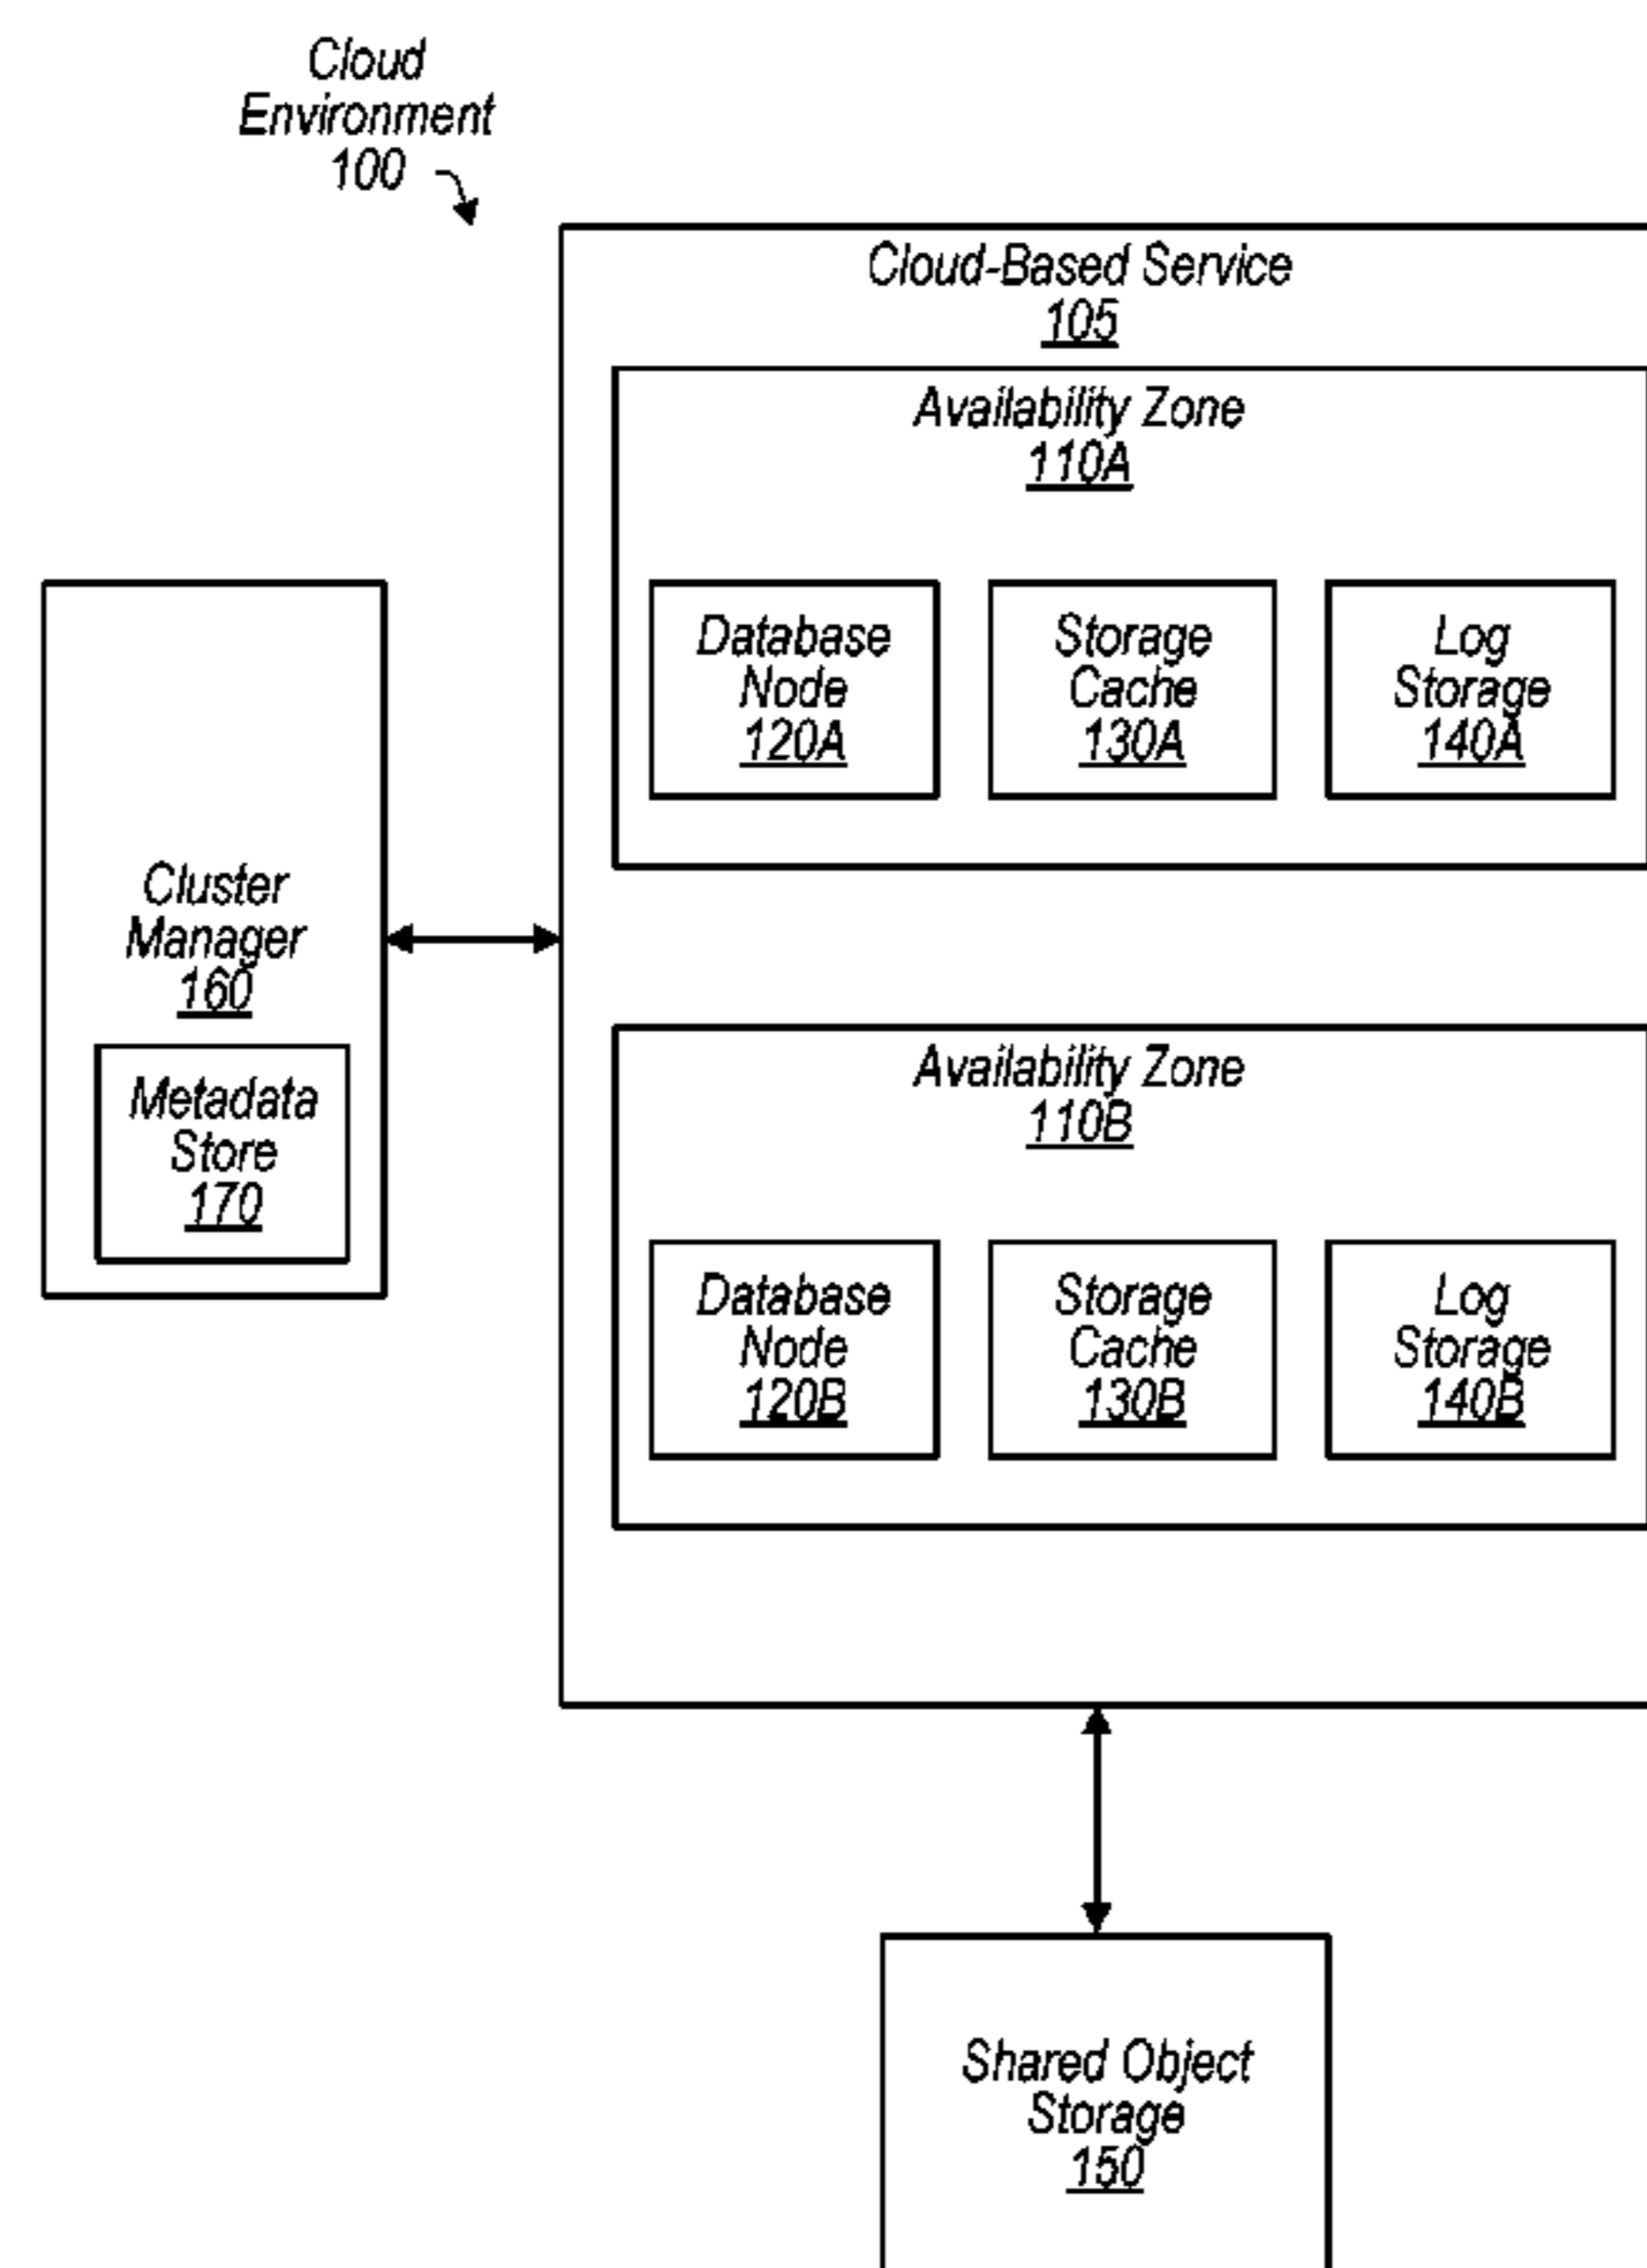 Cloud
Environment
100
Cloud-Based Service
105
Availability Zone
110A
Database
Node
120A
Storage
Cache
130A
Log
Storage
140A
Cluster
Manager
160
Metadata
Store
170
Availability Zone
110B
Database
Node
120B
Storage
Cache
130B
Log
Storage
140B
Shared Object
Storage
150